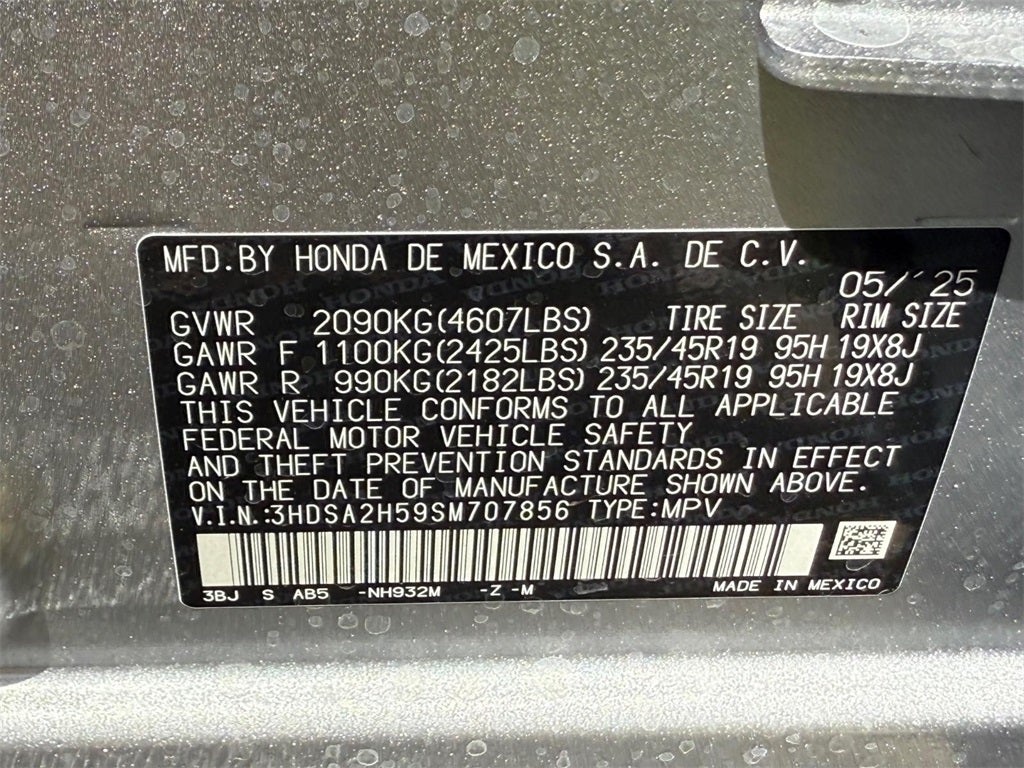 MFD.BY HONDA DE MEXICO S.A. DE C.V.
05/ 25
GVWR 2090KG(4607LBS) TIRE SIZE RIM SIZE
GAWR F 1100KG(2425LBS) 235/45R19 95H 19X8J
GAWR R 990KG(2182LBS) 235/45R19 95H 19X8J
THIS VEHICLE CONFORMS TO ALL APPLICABLE
FEDERAL MOTOR VEHICLE SAFETY
AND THEFT PREVENTION STANDARDS IN EFFECT
ON THE DATE OF MANUFACTURE SHOWN ABOVE.
V.I.N.:3HDSA2H59SM707856 TYPE:MPV
3BJ S AB5 -NH932M -Z -M MADE IN MEXICO